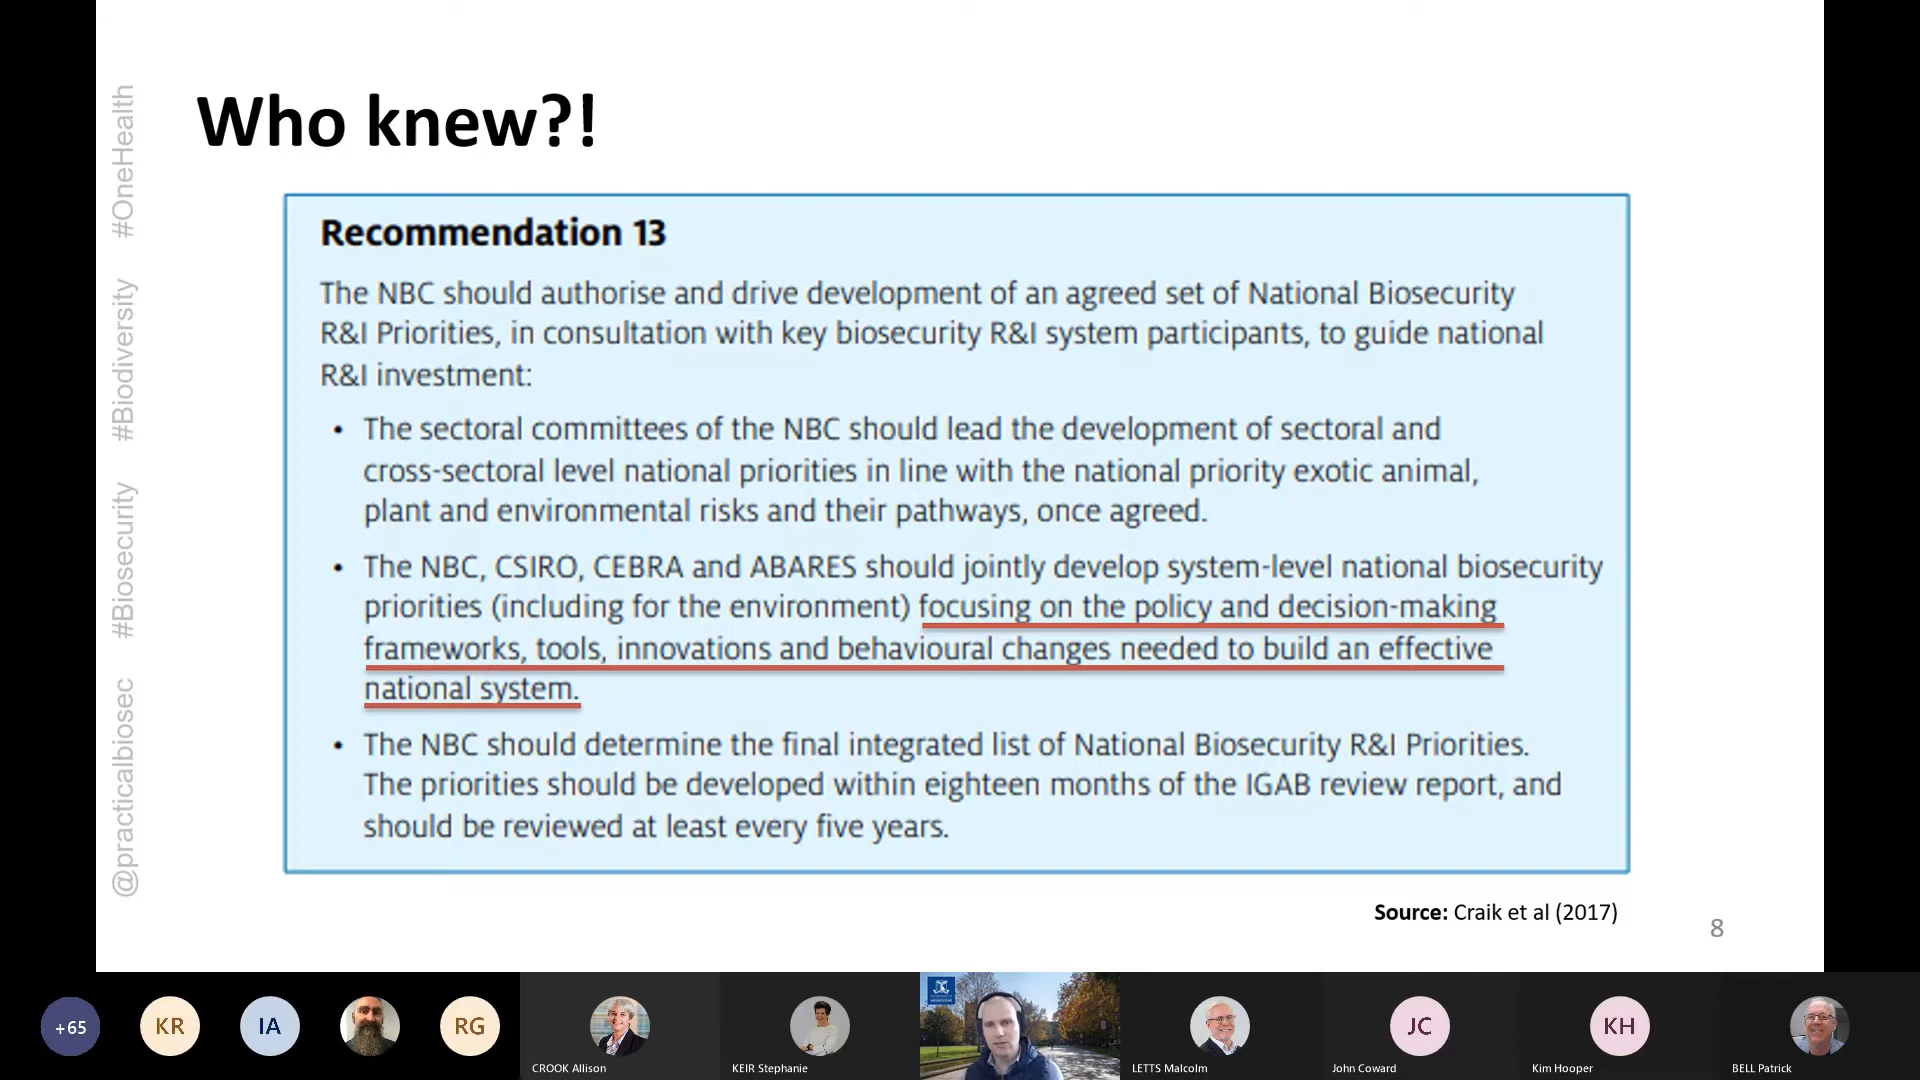 Who knew?!
Recommendation 13
The NBC should authorise and drive development of an agreed set of National Biosecurity
R&I Priorities, in consultation with key biosecurity R&I system participants, to guide national
R&I investment:
• The sectoral committees of the NBC should lead the development of sectoral and
cross-sectoral level national priorities in line with the national priority exotic animal,
plant and environmental risks and their pathways, once agreed.
• The NBC, CSIRO, CEBRA and ABARES should jointly develop system-level national biosecurity
priorities (including for the environment) focusing on the policy and decision-making
frameworks, tools, innovations and behavioural changes needed to build an effective
national system.
• The NBC should determine the final integrated list of National Biosecurity R&I Priorities.
The priorities should be developed within eighteen months of the IGAB review report, and
should be reviewed at least every five years.
Source: Craik et al (2017)
8
@practicalbiosec #Biosecurity #Biodiversity #OneHealth
+65
KR
IA
RG
CROOK Allison
KEIR Stephanie
LETTS Malcolm
JC
John Coward
KH
Kim Hooper
BELL Patrick